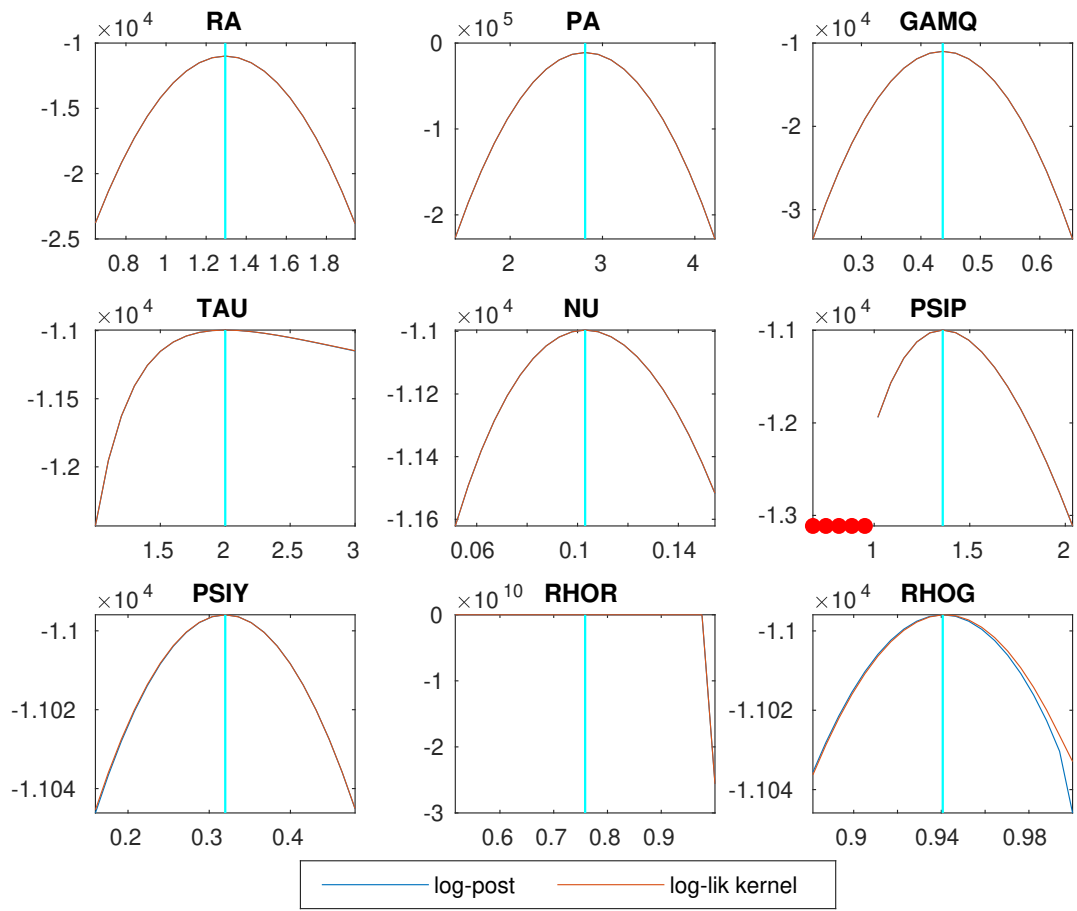 RA
×10 4
-1
-1.5
-2
-2.5
0.8 1 1.2 1.4 1.6 1.8
PA
×10 5
0
-1
-2
2 3 4
GAMQ
×10 4
-1
-2
-3
0.3 0.4 0.5 0.6
TAU
×10 4
-1.1
-1.15
-1.2
1.5 2 2.5 3
NU
×10 4
-1.1
-1.12
-1.14
-1.16
0.06 0.1 0.14
PSIP
×10 4
-1.1
-1.2
-1.3
1 1.5 2
PSIY
×10 4
-1.1
-1.102
-1.104
0.2 0.3 0.4
RHOR
×10 10
0
-1
-2
-3
0.6 0.7 0.8 0.9
RHOG
×10 4
-1.1
-1.102
-1.104
0.9 0.94 0.98
log-post log-lik kernel